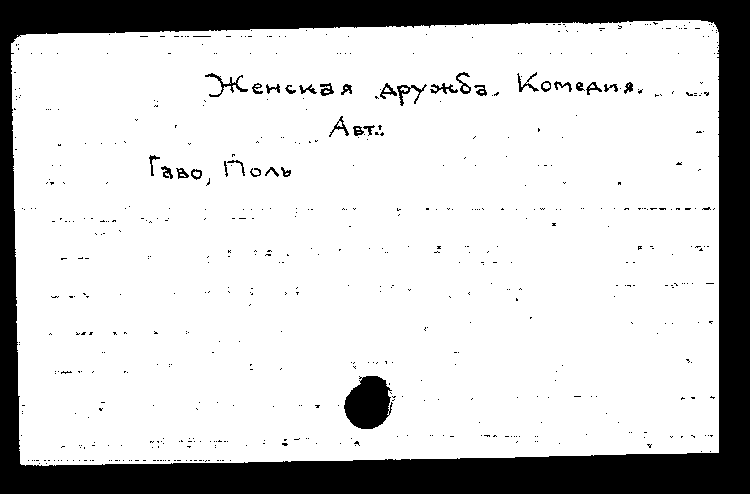 Женская дружба. Комедия.
Авт.:
Гаво, Поль